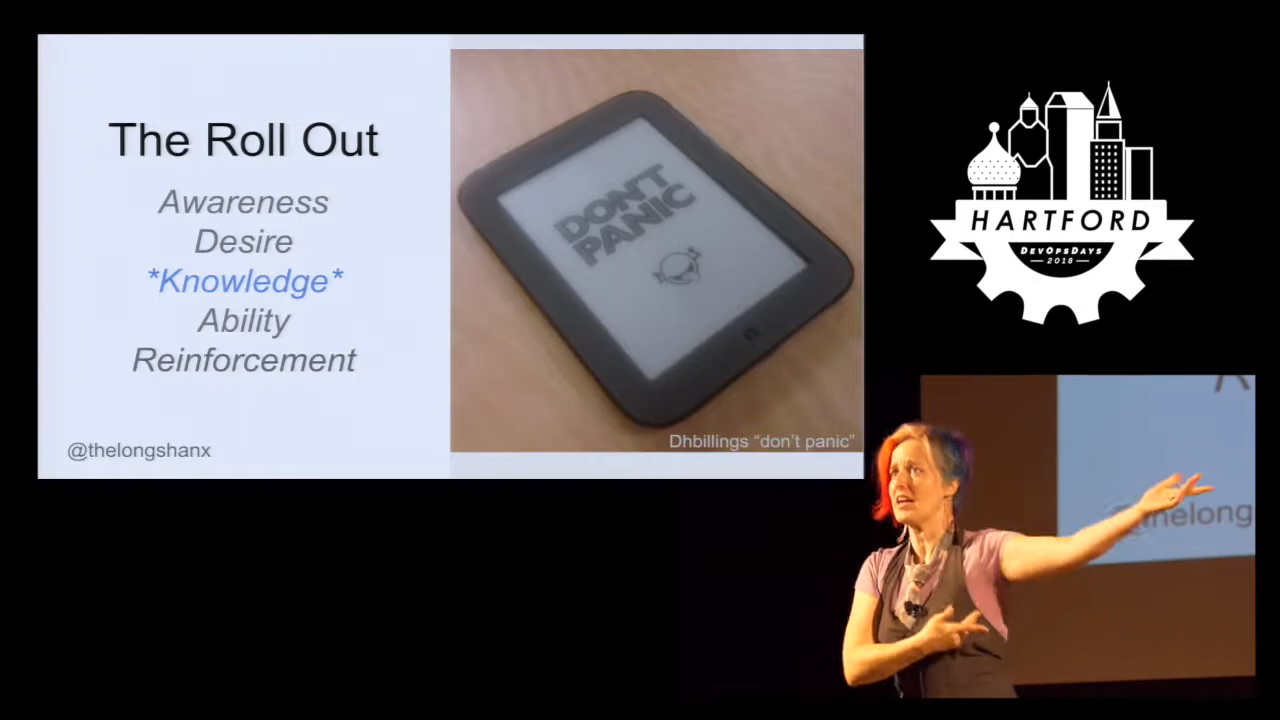 The Roll Out
Awareness
Desire
*Knowledge*
Ability
Reinforcement
@thelongshanx
DON'T
PANIC
Dhbillings “don’t panic”
HARTFORD
DEVOPSDAYS
2018
@thelong